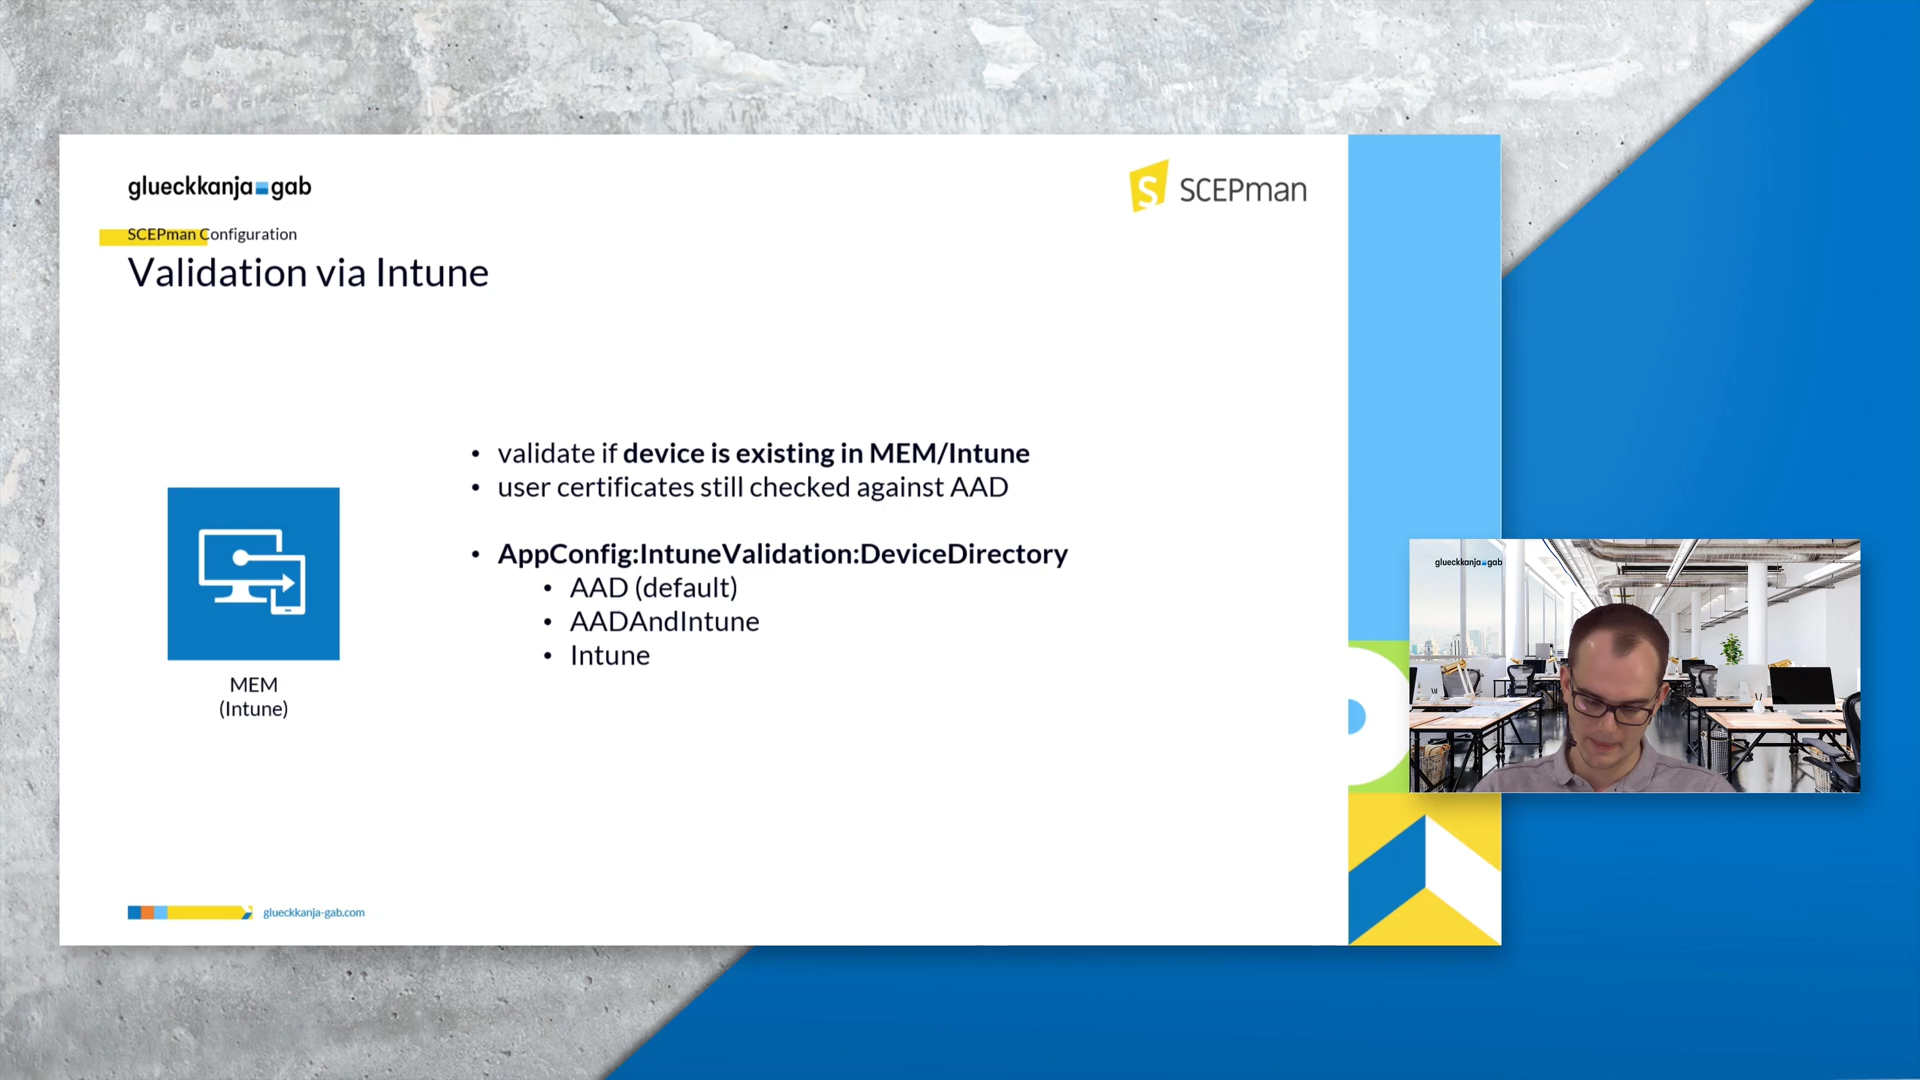 glueckkanja-gab
SCEPman
SCEPman Configuration
Validation via Intune
• validate if device is existing in MEM/Intune
• user certificates still checked against AAD
• AppConfig:IntuneValidation:DeviceDirectory
• AAD (default)
• AADAndIntune
• Intune
MEM
(Intune)
glueckkanja-gab
glueckkanja-gab.com